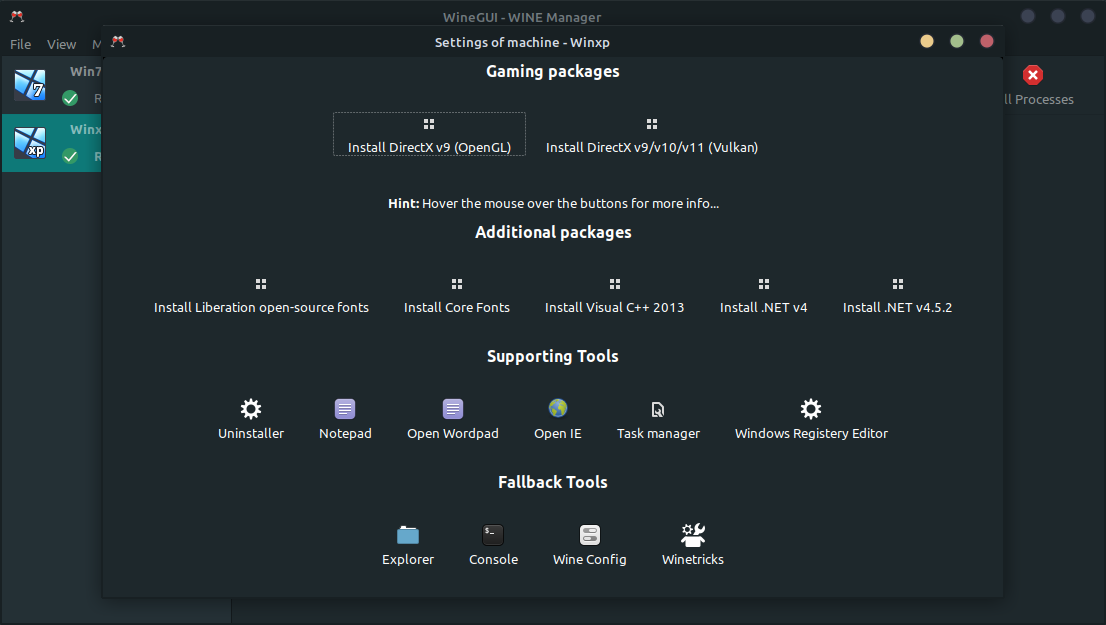 WineGUI - WINE Manager
File View M
Settings of machine - Winxp
Win7
R
Winx
R
ll Processes
Gaming packages
Install DirectX v9 (OpenGL) Install DirectX v9/v10/v11 (Vulkan)
Hint: Hover the mouse over the buttons for more info...
Additional packages
Install Liberation open-source fonts Install Core Fonts Install Visual C++ 2013 Install .NET v4 Install .NET v4.5.2
Supporting Tools
Uninstaller Notepad Open Wordpad Open IE Task manager Windows Registery Editor
Fallback Tools
Explorer Console Wine Config Winetricks
7
xp
$_